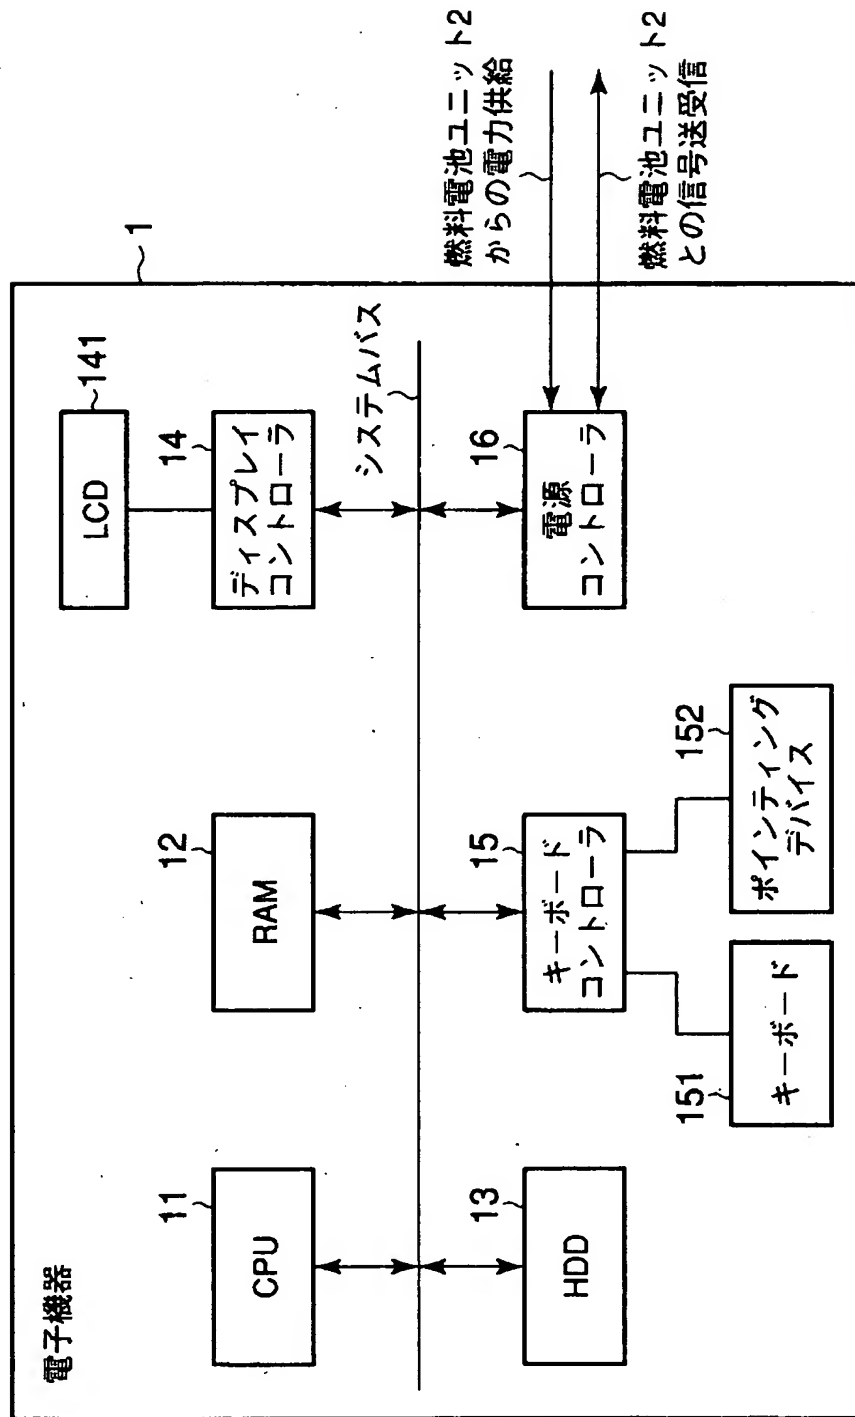 電子機器
1
11
CPU
12
RAM
141
LCD
14
ディスプレイ
コントローラ
システムバス
13
HDD
15
キーボード
コントローラ
16
電源
コントローラ
151
キーボード
152
ポインティング
デバイス
燃料電池ユニット2
からの電力供給
燃料電池ユニット2
との信号送受信